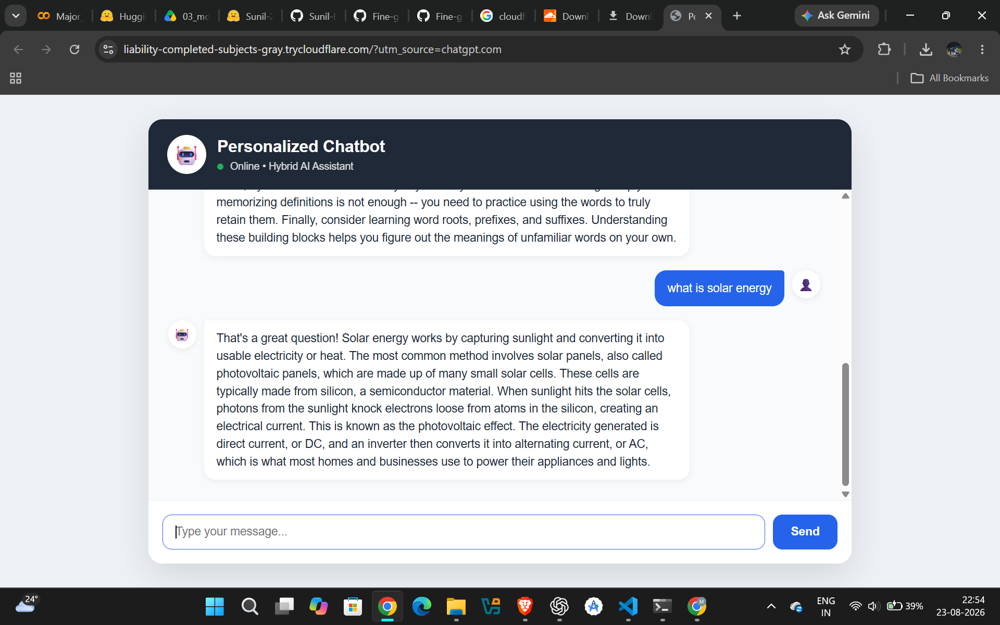 Major_
Huggi
03_mo
Sunil-2
Sunil-E
Fine-g
Fine-g
cloudf
Downl
Downl
Pe
Ask Gemini
liability-completed-subjects-gray.trycloudflare.com/?utm_source=chatgpt.com
All Bookmarks
Personalized Chatbot
Online • Hybrid AI Assistant
memorizing definitions is not enough -- you need to practice using the words to truly
retain them. Finally, consider learning word roots, prefixes, and suffixes. Understanding
these building blocks helps you figure out the meanings of unfamiliar words on your own.
what is solar energy
That's a great question! Solar energy works by capturing sunlight and converting it into
usable electricity or heat. The most common method involves solar panels, also called
photovoltaic panels, which are made up of many small solar cells. These cells are
typically made from silicon, a semiconductor material. When sunlight hits the solar cells,
photons from the sunlight knock electrons loose from atoms in the silicon, creating an
electrical current. This is known as the photovoltaic effect. The electricity generated is
direct current, or DC, and an inverter then converts it into alternating current, or AC,
which is what most homes and businesses use to power their appliances and lights.
Type your message...
Send
24°
M
ENG
IN
39%
22:54
23-08-2026